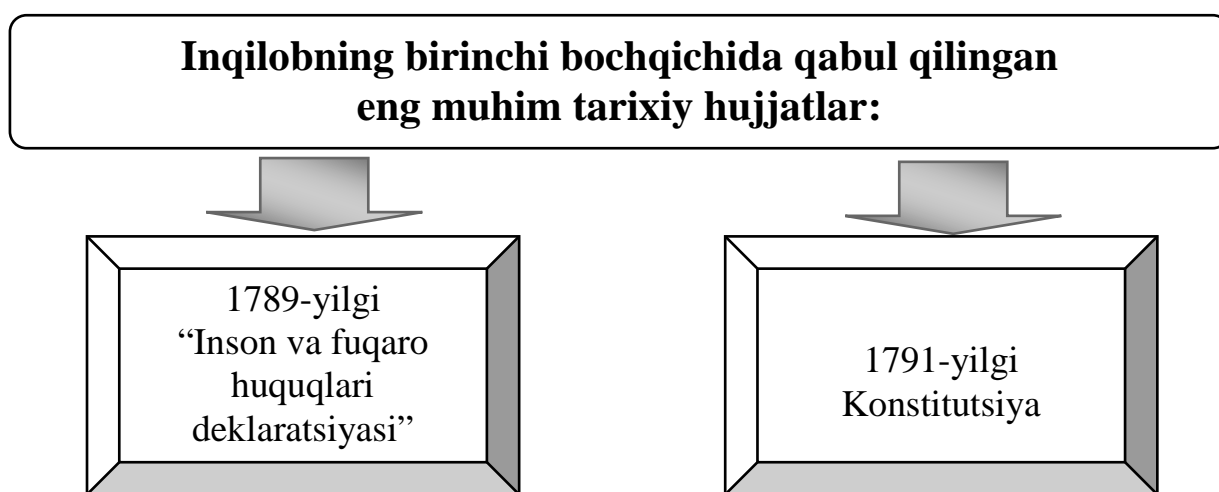 Inqilobning birinchi bochqichida qabul qilingan
eng muhim tarixiy hujjatlar:
1789-yilgi
“Inson va fuqaro
huquqlari
deklaratsiyasi”
1791-yilgi
Konstitutsiya